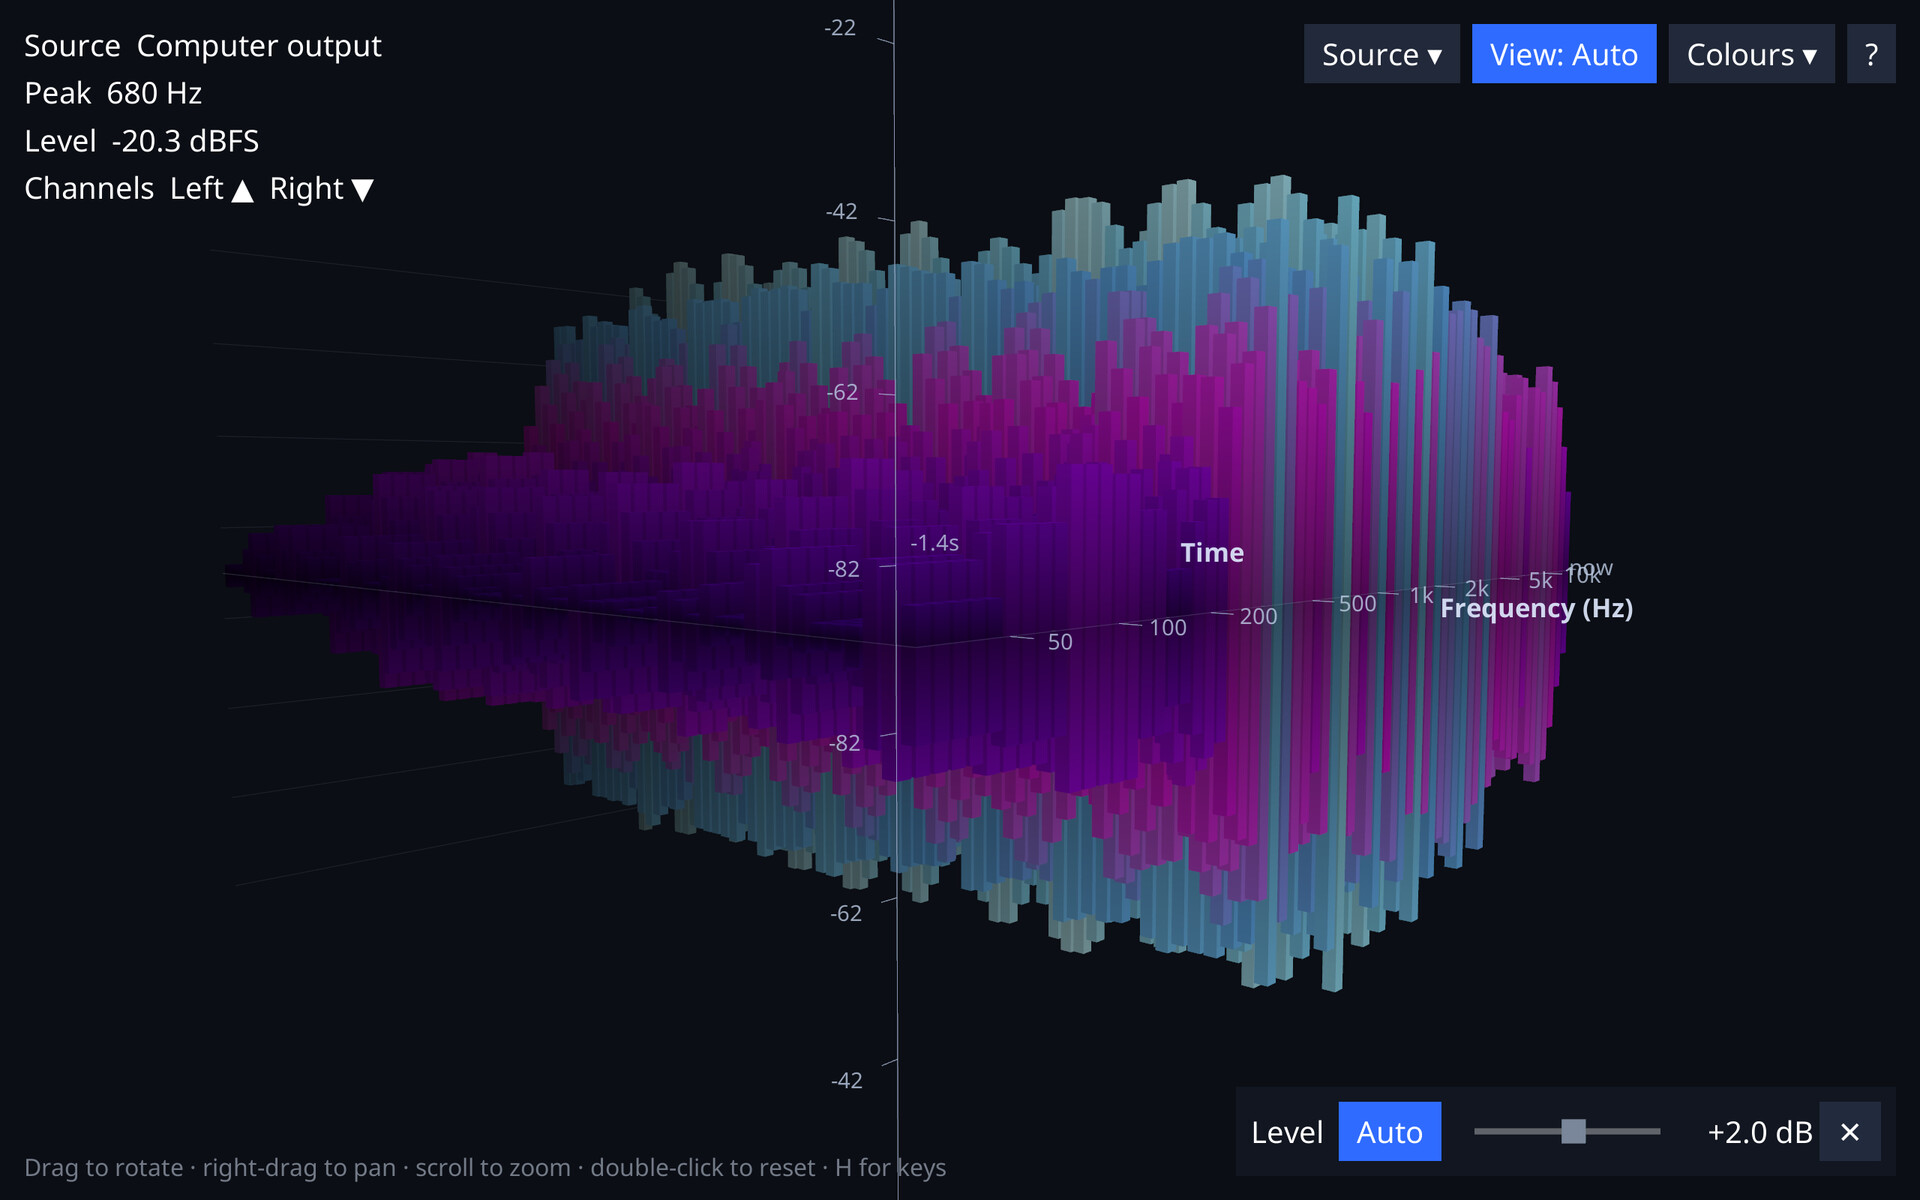 Source Computer output
Peak 680 Hz
Level -20.3 dBFS
Channels Left ▲ Right ▼
Source ▾
View: Auto
Colours ▾
?
-22
-42
-62
-82
-82
-62
-42
-1.4s
Time
now
50
100
200
500
1k
2k
5k
10k
Frequency (Hz)
Level
Auto
+2.0 dB
✕
Drag to rotate · right-drag to pan · scroll to zoom · double-click to reset · H for keys